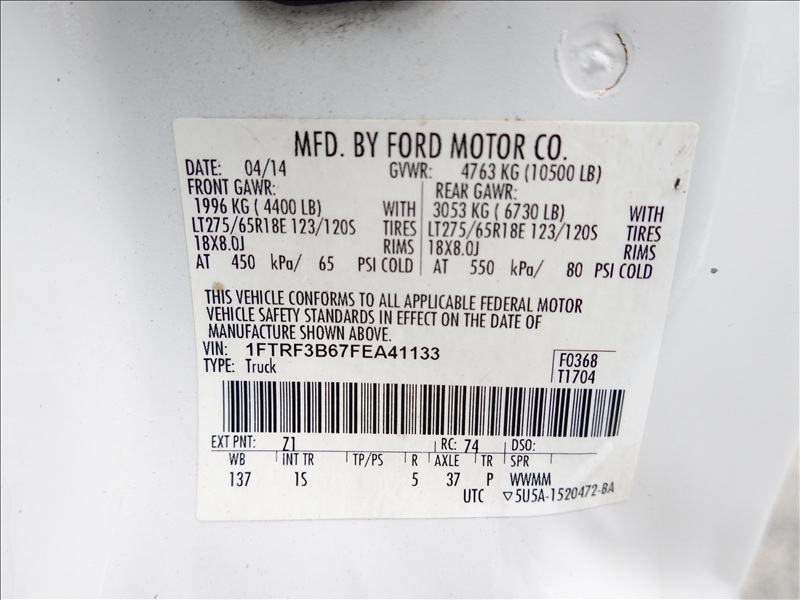 MFD. BY FORD MOTOR CO.
DATE: 04/14 GVWR: 4763 KG (10500 LB)
FRONT GAWR: REAR GAWR:
1996 KG ( 4400 LB) WITH 3053 KG ( 6730 LB) WITH
LT275/65R18E 123/120S TIRES LT275/65R18E 123/120S TIRES
18X8.0J RIMS 18X8.0J RIMS
AT 450 kPa/ 65 PSI COLD AT 550 kPa/ 80 PSI COLD
THIS VEHICLE CONFORMS TO ALL APPLICABLE FEDERAL MOTOR
VEHICLE SAFETY STANDARDS IN EFFECT ON THE DATE OF
MANUFACTURE SHOWN ABOVE.
VIN: 1FTRF3B67FEA41133
TYPE: Truck
F0368
T1704
EXT PNT: Z1 RC: 74 DSO:
WB INT TR TP/PS R AXLE TR SPR
137 1S 5 37 P WWMM
UTC ▽5U5A-1520472-BA